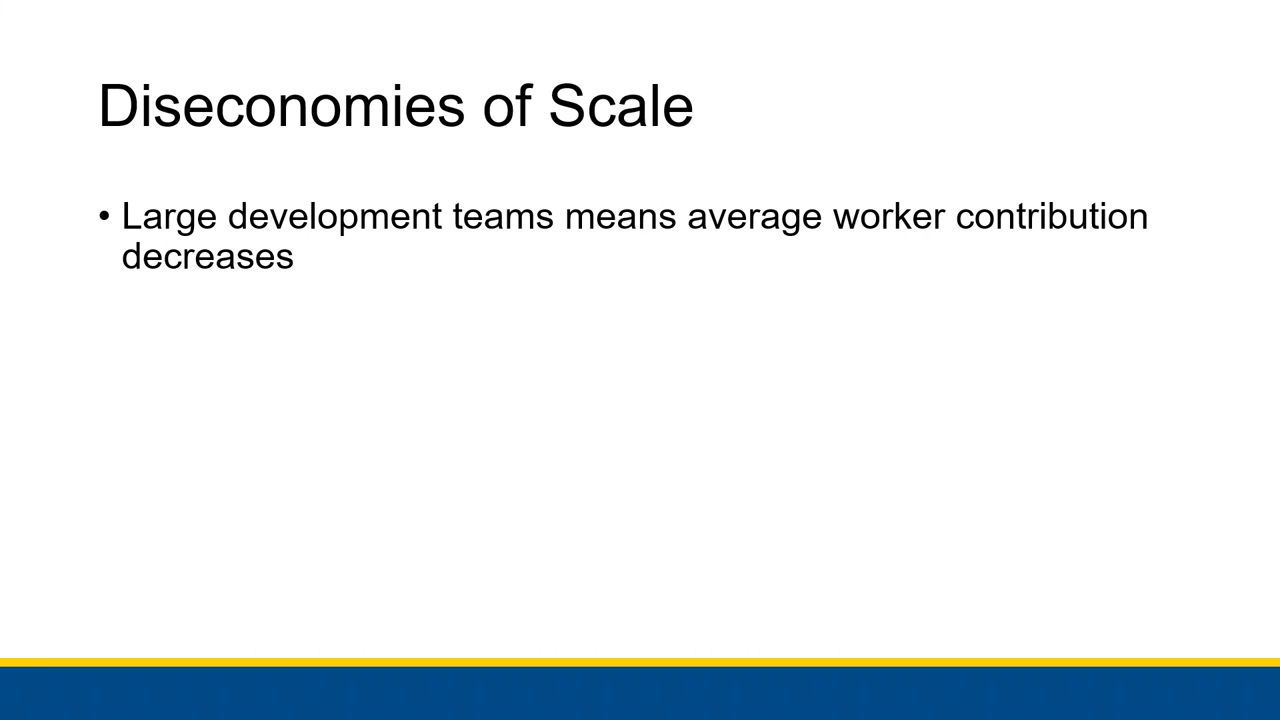 Diseconomies of Scale
• Large development teams means average worker contribution
decreases